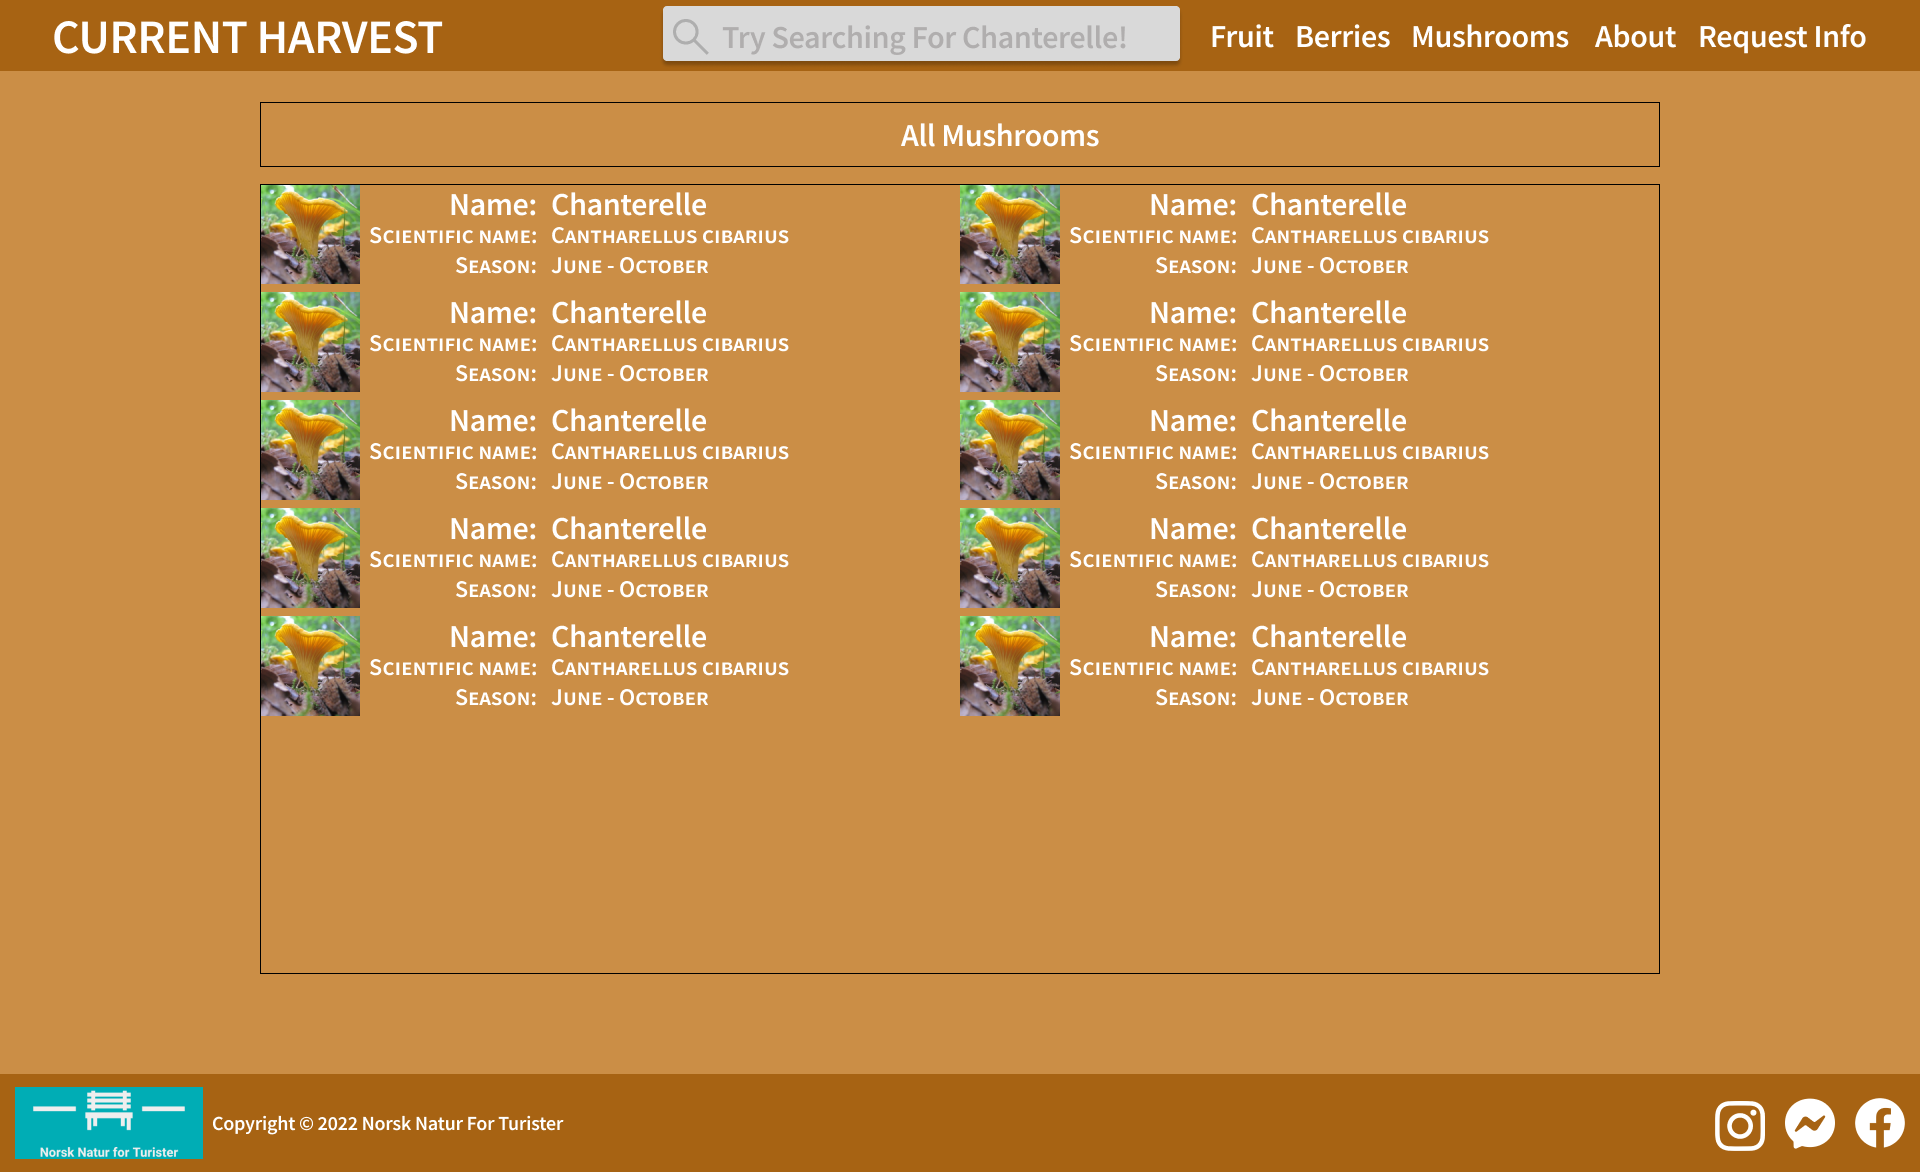 CURRENT HARVEST
Try Searching For Chanterelle!
Fruit Berries Mushrooms About Request Info
All Mushrooms
Name: Chanterelle
Scientific name: Cantharellus cibarius
Season: June - October
Name: Chanterelle
Scientific name: Cantharellus cibarius
Season: June - October
Name: Chanterelle
Scientific name: Cantharellus cibarius
Season: June - October
Name: Chanterelle
Scientific name: Cantharellus cibarius
Season: June - October
Name: Chanterelle
Scientific name: Cantharellus cibarius
Season: June - October
Name: Chanterelle
Scientific name: Cantharellus cibarius
Season: June - October
Name: Chanterelle
Scientific name: Cantharellus cibarius
Season: June - October
Name: Chanterelle
Scientific name: Cantharellus cibarius
Season: June - October
Name: Chanterelle
Scientific name: Cantharellus cibarius
Season: June - October
Name: Chanterelle
Scientific name: Cantharellus cibarius
Season: June - October
Norsk Natur for Turister
Copyright © 2022 Norsk Natur For Turister